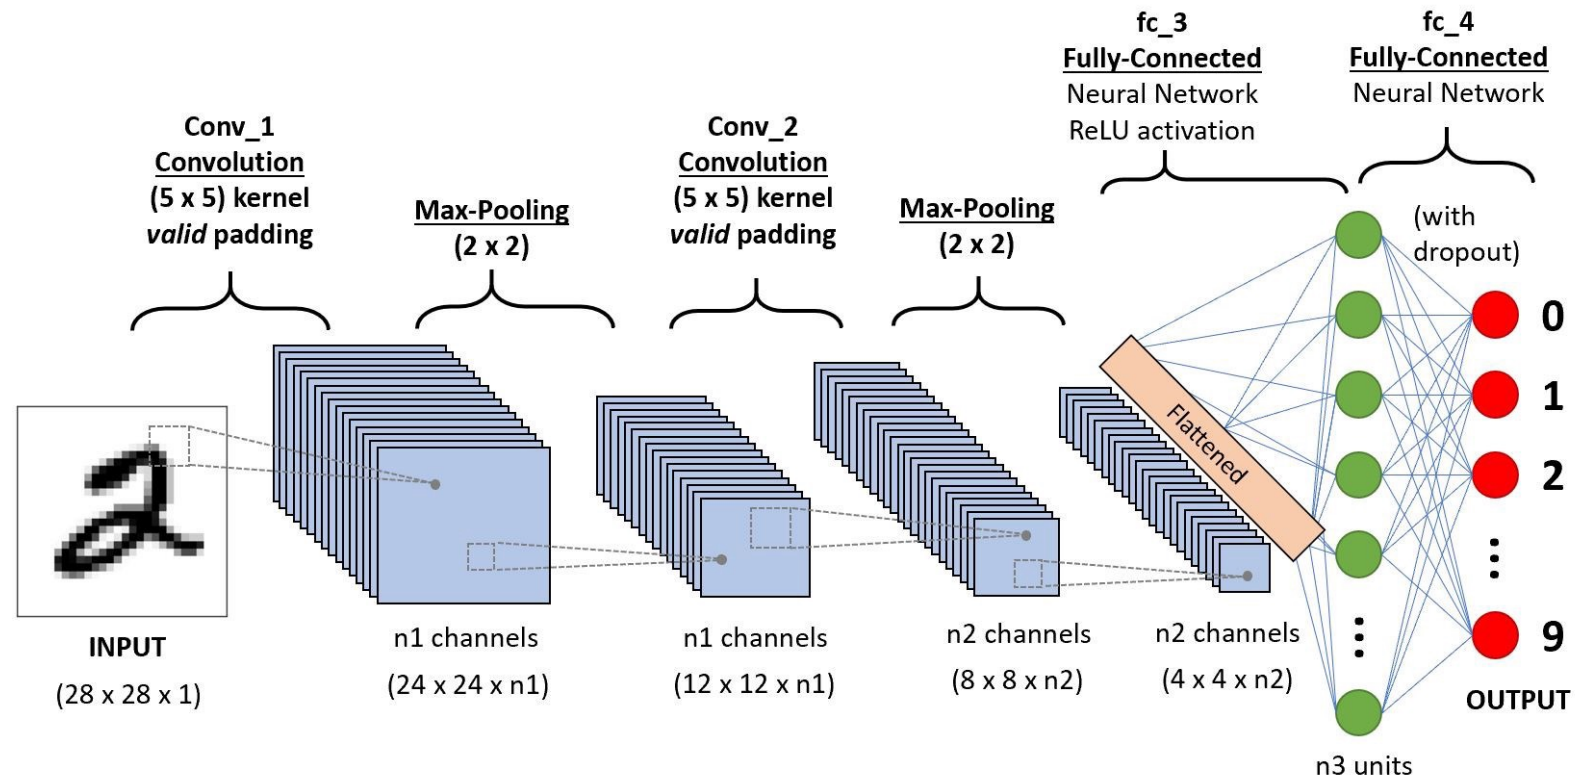 Conv_1
Convolution
(5 x 5) kernel
valid padding
Max-Pooling
(2 x 2)
Conv_2
Convolution
(5 x 5) kernel
valid padding
Max-Pooling
(2 x 2)
fc_3
Fully-Connected
Neural Network
ReLU activation
fc_4
Fully-Connected
Neural Network
(with
dropout)
INPUT
(28 x 28 x 1)
n1 channels
(24 x 24 x n1)
n1 channels
(12 x 12 x n1)
n2 channels
(8 x 8 x n2)
n2 channels
(4 x 4 x n2)
Flattened
n3 units
0
1
2
9
OUTPUT
2